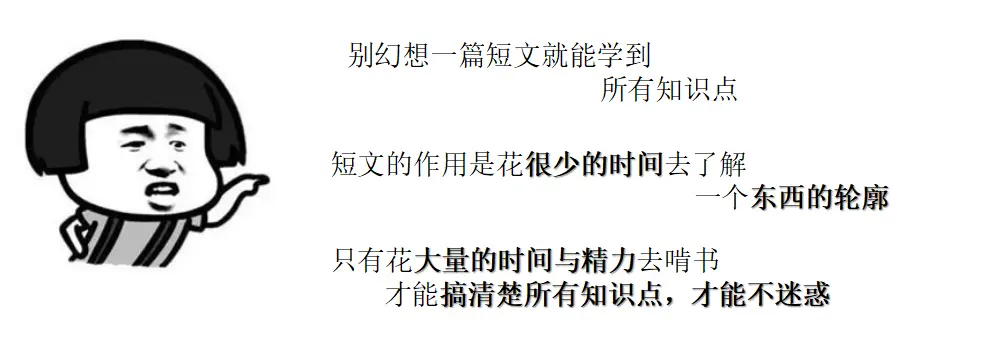 别幻想一篇短文就能学到
所有知识点
短文的作用是花很少的时间去了解
一个东西的轮廓
只有花大量的时间与精力去啃书
才能搞清楚所有知识点，才能不迷惑